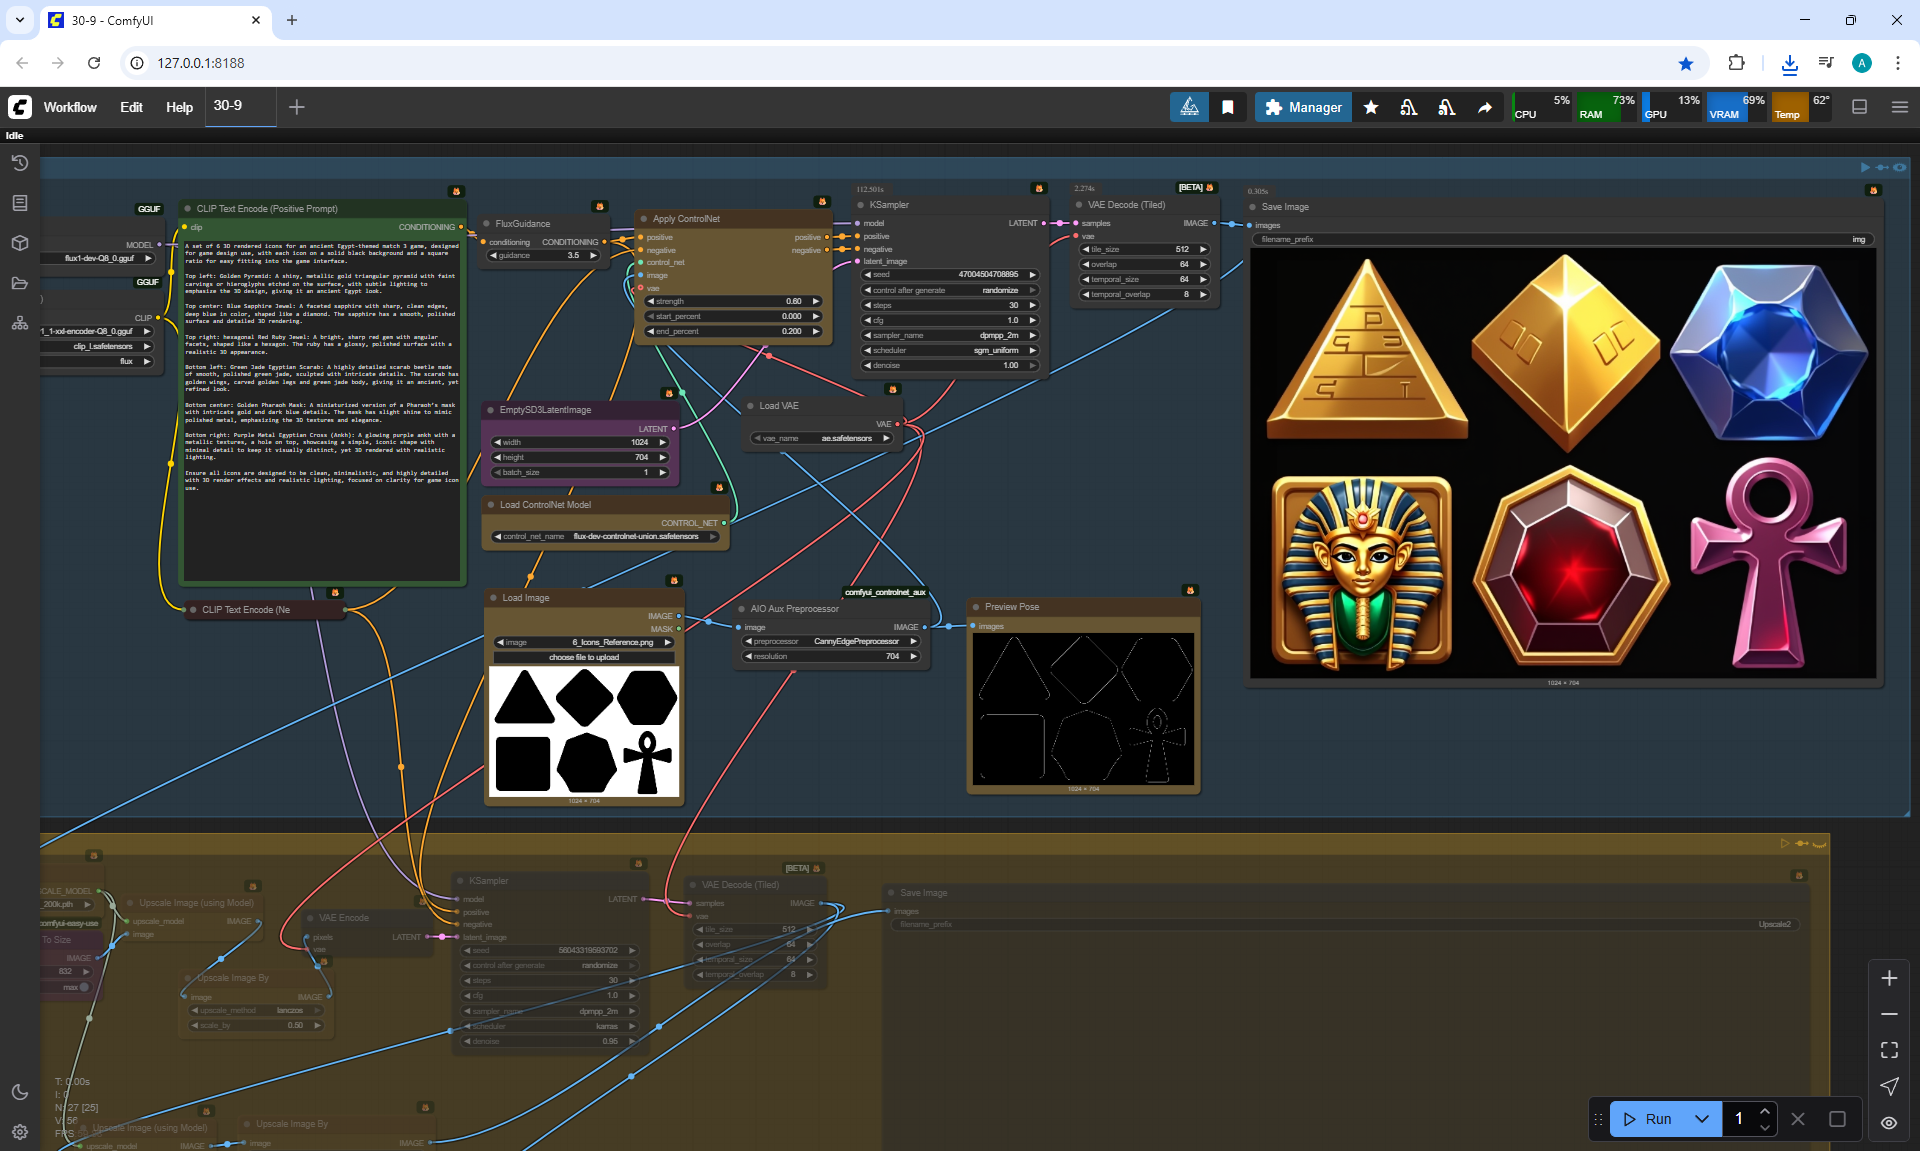 30-9 - ComfyUI
127.0.0.1:8188
A
Workflow
Edit
Help
30-9
Manager
5%
CPU
73%
RAM
13%
GPU
69%
VRAM
62°
Temp
Idle
GGUF
MODEL
flux1-dev-Q8_0.gguf
GGUF
CLIP
1_1-xxl-encoder-Q8_0.gguf
clip_l.safetensors
flux
CLIP Text Encode (Positive Prompt)
clip
CONDITIONING
A set of 6 3D rendered icons for an ancient Egypt-themed match 3 game, designed
for game design use, with each icon on a solid black background and a square
ratio for easy fitting into the game interface.
Top left: Golden Pyramid: A shiny, metallic gold triangular pyramid with faint
carvings or hieroglyphs etched on the surface, with subtle lighting to
emphasize the 3D design, giving it an ancient Egypt look.
Top center: Blue Sapphire Jewel: A faceted sapphire with sharp, clean edges,
deep blue in color, shaped like a diamond. The sapphire has a smooth, polished
surface and detailed 3D rendering.
Top right: hexagonal Red Ruby Jewel: A bright, sharp red gem with angular
facets, shaped like a hexagon. The ruby has a glossy, polished surface with a
realistic 3D appearance.
Bottom left: Green Jade Egyptian Scarab: A highly detailed scarab beetle made
of smooth, polished green jade, sculpted with intricate details. The scarab has
golden wings, carved golden legs and green jade body, giving it an ancient, yet
refined look.
Bottom center: Golden Pharaoh Mask: A miniaturized version of a Pharaoh's mask
with intricate gold and dark blue details. The mask has slight shine to mimic
polished metal, emphasizing the 3D textures and elegance.
Bottom right: Purple Metal Egyptian Cross (Ankh): A glowing purple ankh with a
metallic textures, a hole on top, showcasing a simple, iconic shape with
minimal detail to keep it visually distinct, yet 3D rendered with realistic
lighting.
Ensure all icons are designed to be clean, minimalistic, and highly detailed
with 3D render effects and realistic lighting, focused on clarity for game icon
use.
CLIP Text Encode (Ne
FluxGuidance
conditioning
CONDITIONING
guidance
3.5
Apply ControlNet
positive
positive
negative
negative
control_net
image
vae
strength
0.60
start_percent
0.000
end_percent
0.200
112.501s
KSampler
model
LATENT
positive
negative
latent_image
seed
47004504708895
control after generate
randomize
steps
30
cfg
1.0
sampler_name
dpmpp_2m
scheduler
sgm_uniform
denoise
1.00
2.274s
[BETA]
VAE Decode (Tiled)
samples
IMAGE
vae
tile_size
512
overlap
64
temporal_size
64
temporal_overlap
8
0.305s
Save Image
images
filename_prefix
img
1024 × 704
EmptySD3LatentImage
LATENT
width
1024
height
704
batch_size
1
Load VAE
VAE
vae_name
ae.safetensors
Load ControlNet Model
CONTROL_NET
control_net_name
flux-dev-controlnet-union.safetensors
Load Image
IMAGE
MASK
image
6_Icons_Reference.png
choose file to upload
1024 × 704
comfyui_controlnet_aux
AIO Aux Preprocessor
image
IMAGE
preprocessor
CannyEdgePreprocessor
resolution
704
Preview Pose
images
1024 × 704
CALE_MODEL
_200k.pth
comfyui-easy-use
To Size
IMAGE
832
max
Upscale Image (using Model)
upscale_model
IMAGE
image
Upscale Image By
image
IMAGE
upscale_method
lanczos
scale_by
0.50
VAE Encode
pixels
LATENT
vae
KSampler
model
LATENT
positive
negative
latent_image
seed
56043319593702
control after generate
randomize
steps
30
cfg
1.0
sampler_name
dpmpp_2m
scheduler
karras
denoise
0.95
[BETA]
VAE Decode (Tiled)
samples
IMAGE
vae
tile_size
512
overlap
64
temporal_size
64
temporal_overlap
8
Save Image
images
filename_prefix
Upscale2
T: 0.00s
I: 0
N: 27 [25]
V: 56
FPS
Upscale Image (using Model)
upscale_model
IMAGE
Upscale Image By
image
IMAGE
Run
1